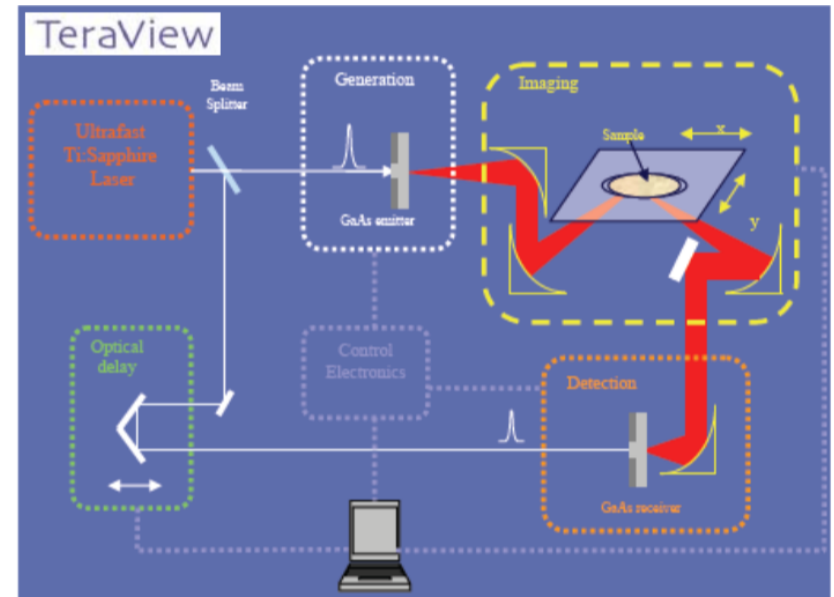 TeraView
Beam
Splitter
Generation
Imaging
Ultrafast
Ti:Sapphire
Laser
Sample
x
GaAs emitter
y
Optical
delay
Control
Electronics
Detection
GaAs receiver